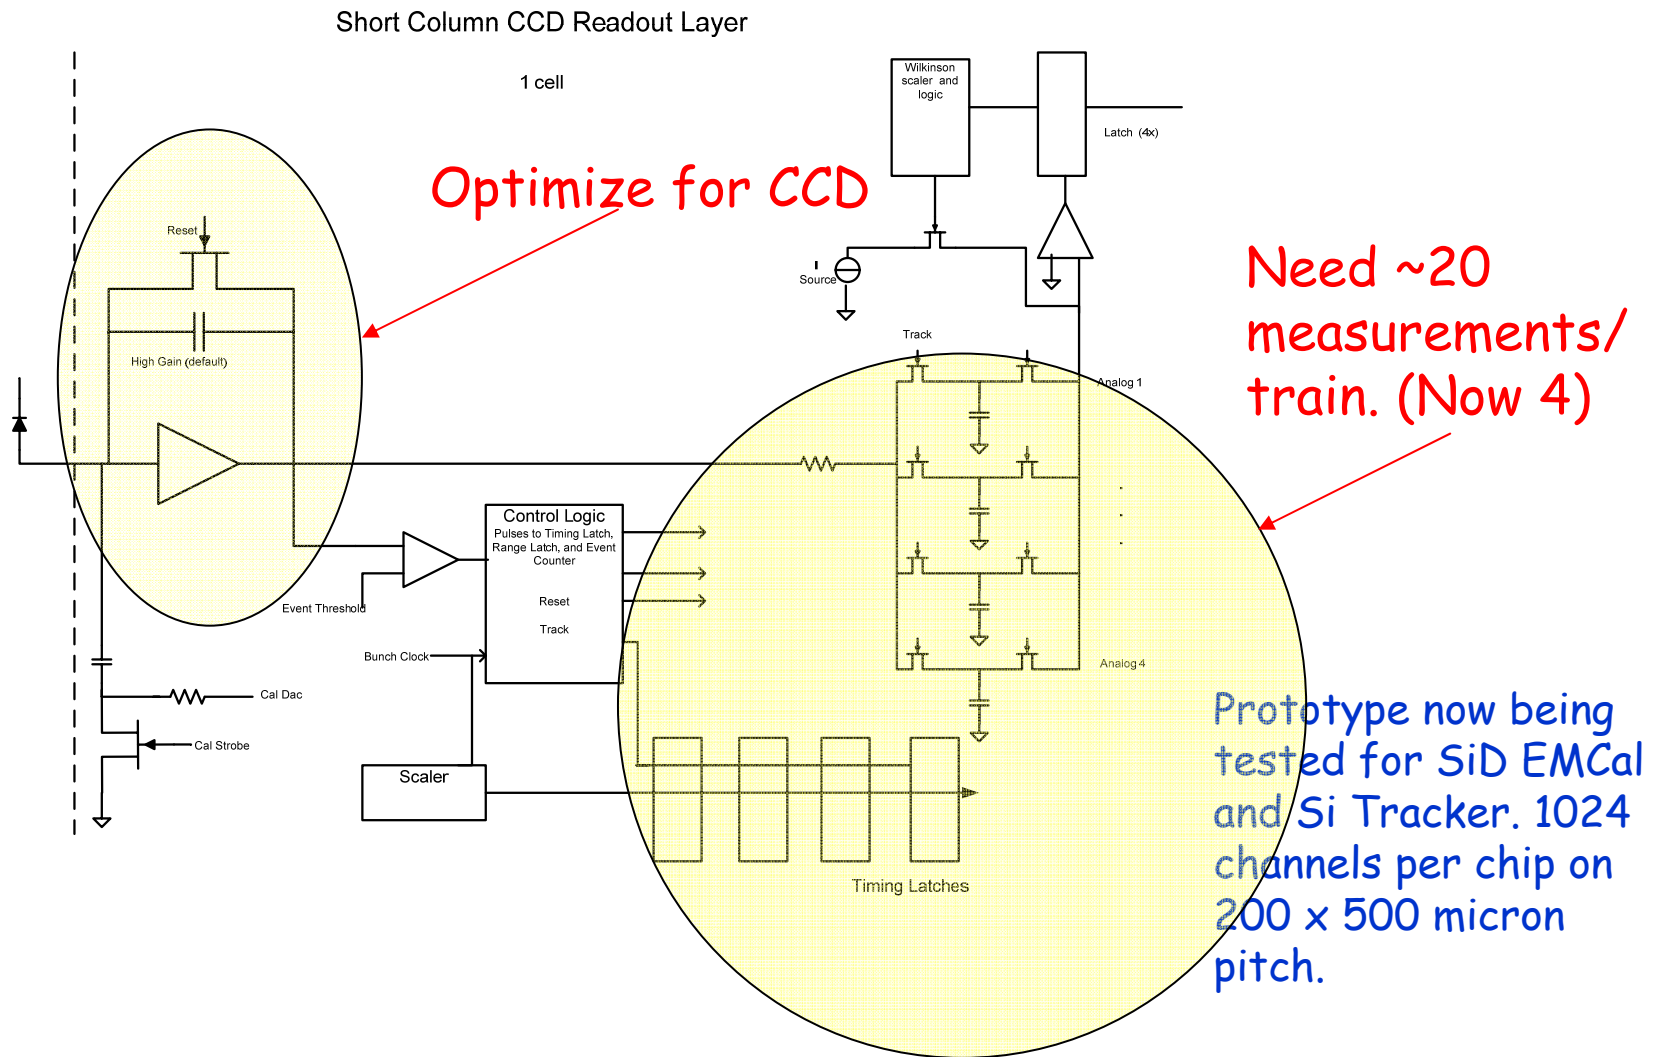 Short Column CCD Readout Layer
1 cell
Wilkinson
scaler and
logic
Latch (4x)
Optimize for CCD
Reset
I
Source
Need ~20
measurements/
train. (Now 4)
High Gain (default)
Track
Analog 1
Control Logic
Pulses to Timing Latch,
Range Latch, and Event
Counter
Reset
Track
Event Threshold
Bunch Clock
Analog 4
Cal Dac
Cal Strobe
Scaler
Prototype now being
tested for SiD EMCal
and Si Tracker. 1024
channels per chip on
200 x 500 micron
pitch.
Timing Latches